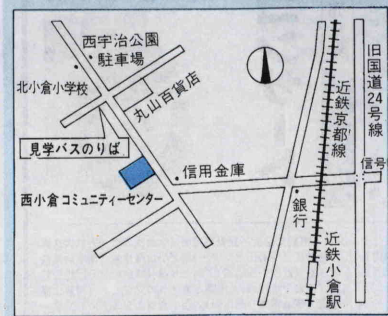 西宇治公園
駐車場
北小倉小学校
丸山百貨店
見学バスのりば
西小倉コミュニティーセンター
信用金庫
銀行
近鉄京都線
近鉄小倉駅
旧国道24号線
信号